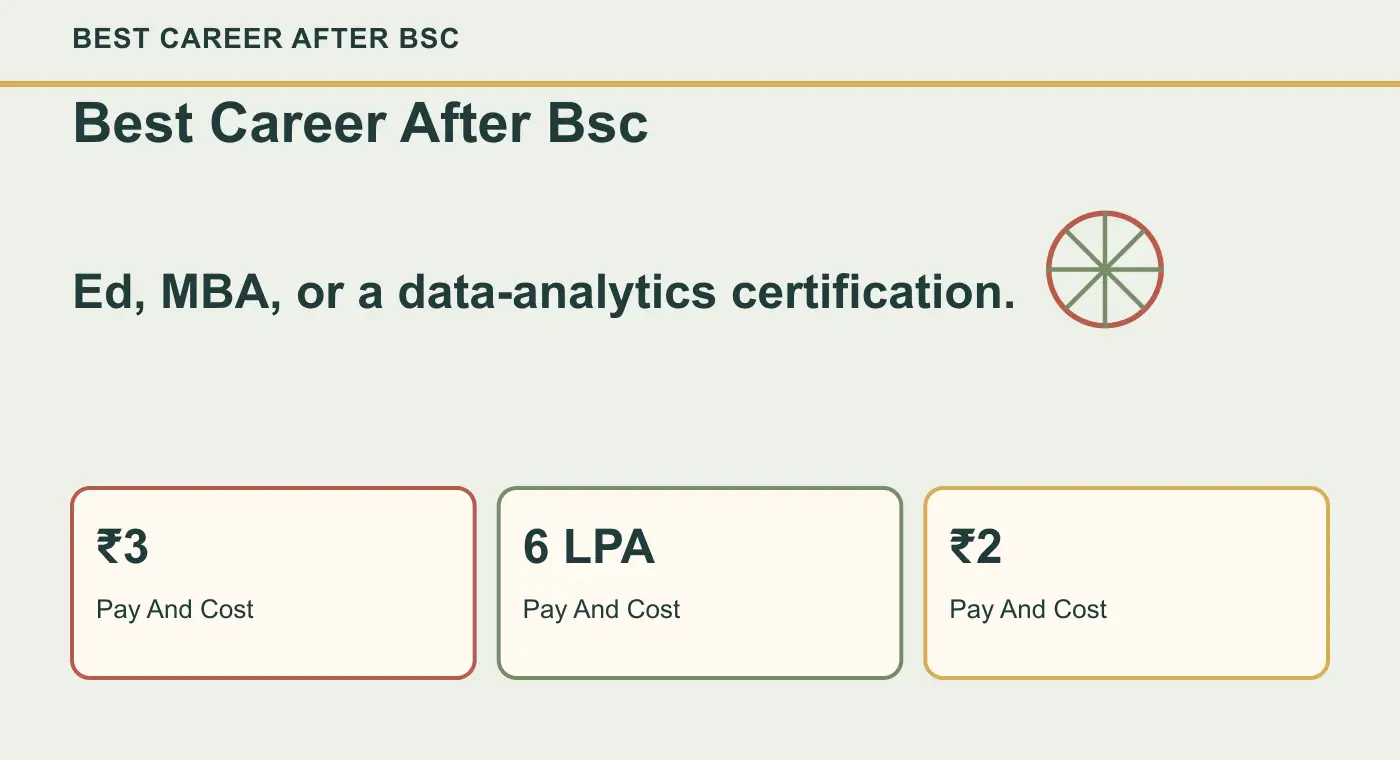 BEST CAREER AFTER BSC
Best Career After Bsc
Ed, MBA, or a data-analytics certification.
₹3
Pay And Cost
6 LPA
Pay And Cost
₹2
Pay And Cost